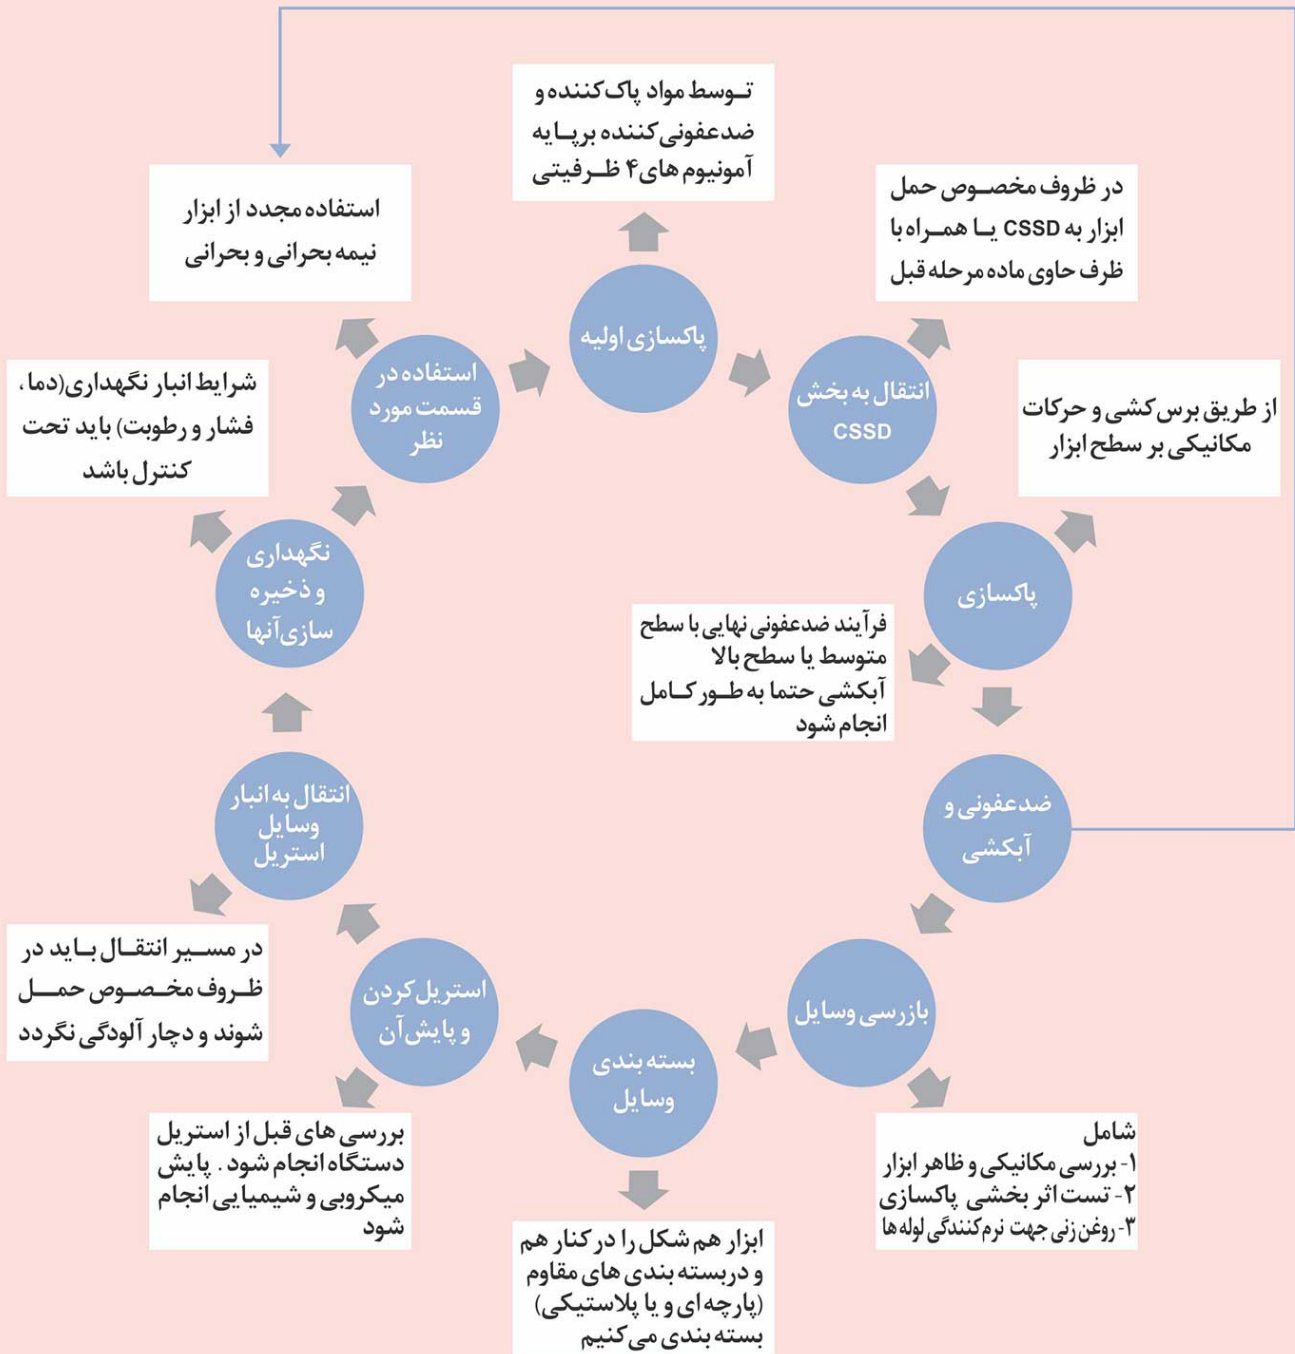 توسط مواد پاک‌کننده و
ضدعفونی‌کننده برپایه
آمونیوم های۴ ظرفیتی
پاکسازی اولیه
در ظروف مخصوص حمل
ابزار به CSSD یا همراه با
ظرف حاوی ماده مرحله قبل
انتقال به بخش
CSSD
از طریق برس‌کشی و حرکات
مکانیکی بر سطح ابزار
پاکسازی
فرآیند ضدعفونی نهایی با سطح
متوسط یا سطح بالا
آبکشی حتما به طور کامل
انجام شود
ضدعفونی و
آبکشی
بازرسی وسایل
شامل
۱- بررسی مکانیکی و ظاهر ابزار
۲- تست اثر بخشی پاکسازی
۳- روغن زنی جهت نرم‌کنندگی لوله‌ها
بسته بندی
وسایل
ابزار هم شکل را در کنار هم
و دربسته بندی های مقاوم
(پارچه‌ای و یا پلاستیکی)
بسته بندی می‌کنیم
استریل‌کردن
و پایش‌آن
بررسی های قبل از استریل
دستگاه انجام شود. پایش
میکروبی و شیمیایی انجام
شود
انتقال به انبار
وسایل
استریل
در مسیر انتقال باید در
ظروف مخصوص حمل
شوند و دچار آلودگی نگردد
نگهداری
و ذخیره
سازی‌آنها
شرایط انبار نگهداری(دما،
فشار و رطوبت) باید تحت
کنترل باشد
استفاده در
قسمت مورد
نظر
استفاده مجدد از ابزار
نیمه بحرانی و بحرانی